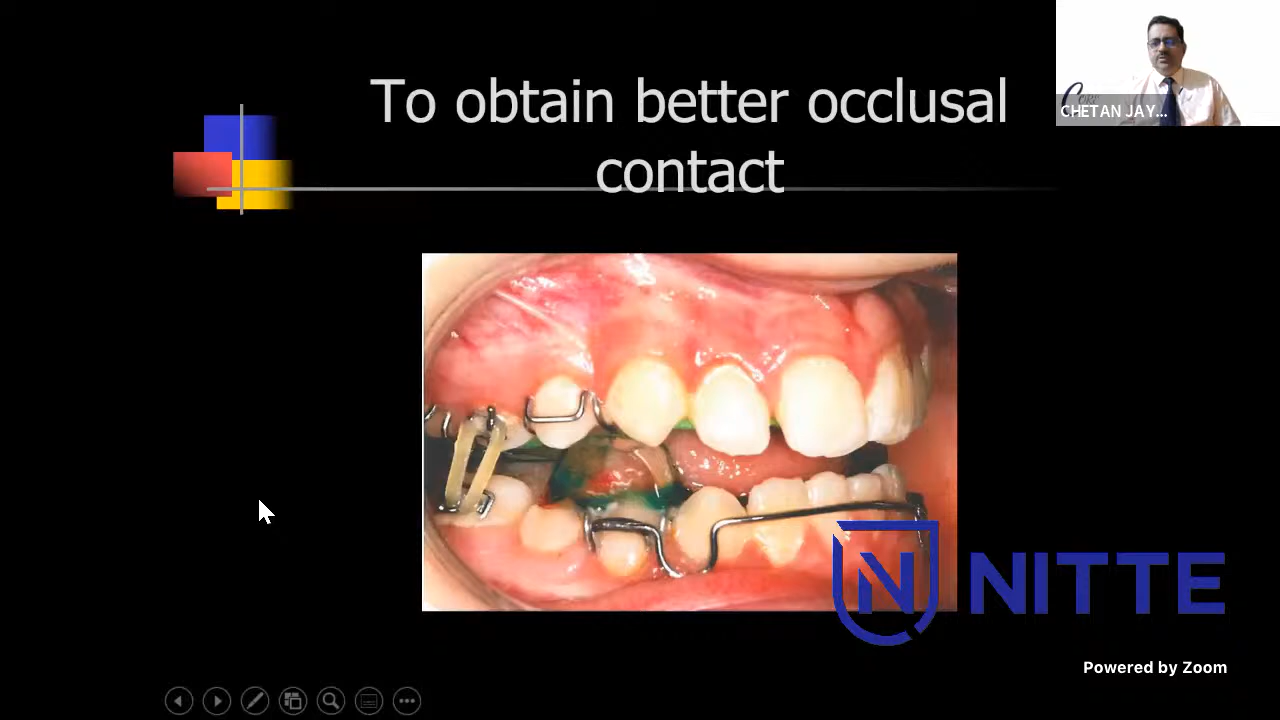 To obtain better occlusal
contact
CHETAN JAY...
NITTE
Powered by Zoom